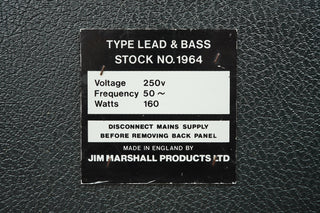 TYPE LEAD & BASS
STOCK NO. 1964
Voltage 250v
Frequency 50 ~
Watts 160
DISCONNECT MAINS SUPPLY
BEFORE REMOVING BACK PANEL
MADE IN ENGLAND BY
JIM MARSHALL PRODUCTS LTD